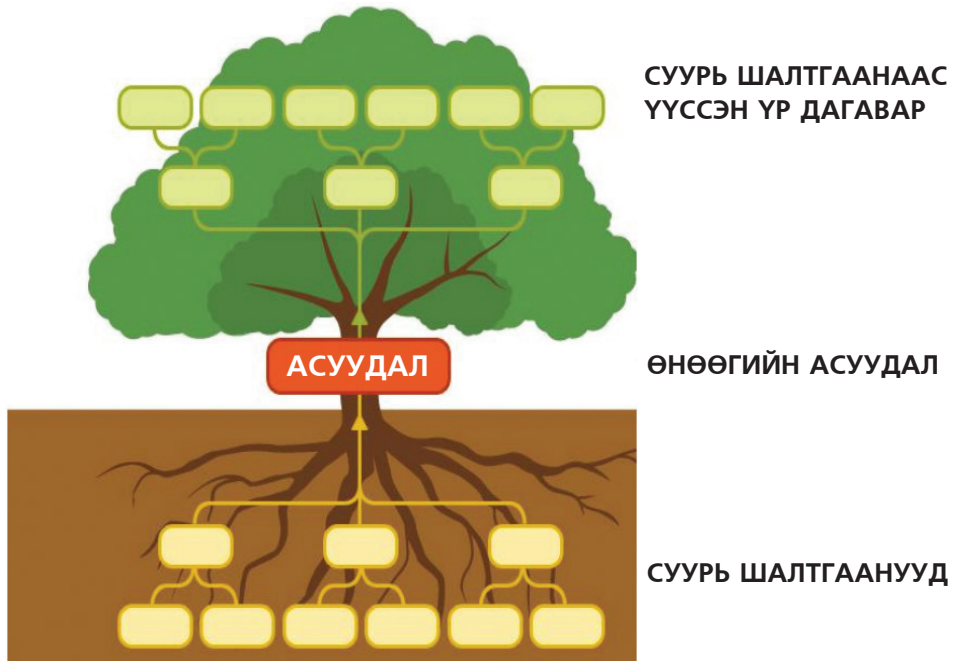 СУУРЬ ШАЛТГААНААС
ҮҮССЭН ҮР ДАГАВАР
АСУУДАЛ
ӨНӨӨГИЙН АСУУДАЛ
СУУРЬ ШАЛТГААНУУД